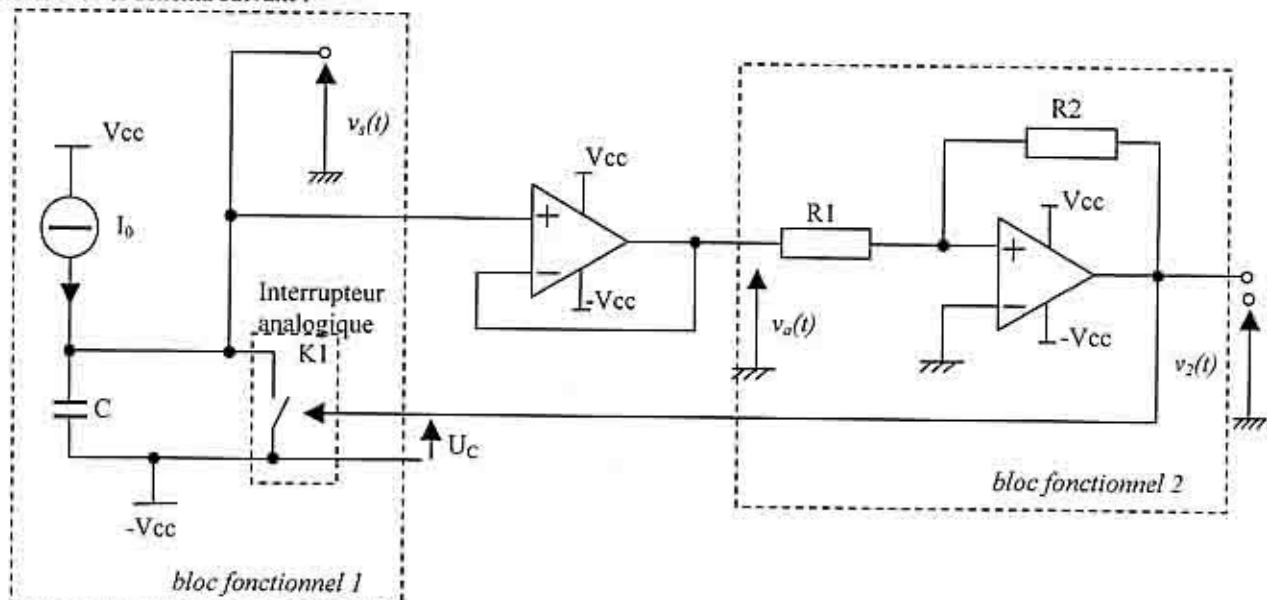 Vcc
I₀
C
-Vcc
vₛ(t)
Interrupteur
analogique
K1
U_C
bloc fonctionnel 1
+
−
Vcc
-Vcc
vₐ(t)
R1
R2
+
−
Vcc
-Vcc
v₂(t)
bloc fonctionnel 2